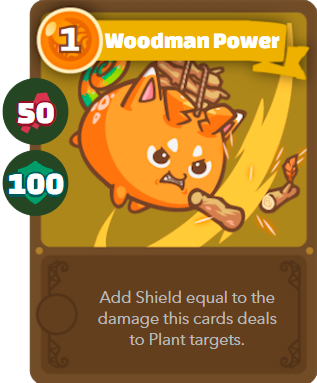 1 Woodman Power
50
100
Add Shield equal to the
damage this cards deals
to Plant targets.